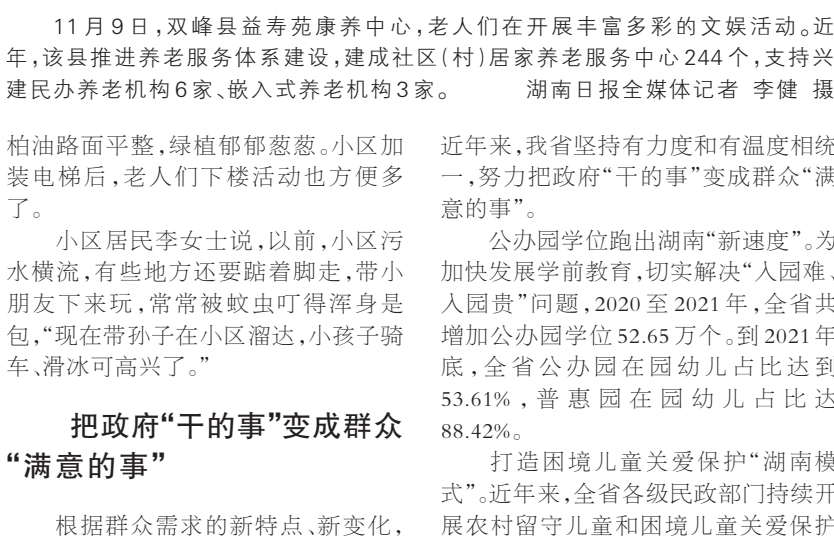 11月9日,双峰县益寿苑康养中心,老人们在开展丰富多彩的文娱活动。近
年,该县推进养老服务体系建设,建成社区(村)居家养老服务中心244个,支持兴
建民办养老机构6家、嵌入式养老机构3家。 湖南日报全媒体记者 李健 摄
柏油路面平整,绿植郁郁葱葱。小区加
装电梯后,老人们下楼活动也方便多
了。
小区居民李女士说,以前,小区污
水横流,有些地方还要踮着脚走,带小
朋友下来玩,常常被蚊虫叮得浑身是
包,“现在带孙子在小区溜达,小孩子骑
车、滑冰可高兴了。”
把政府“干的事”变成群众
“满意的事”
根据群众需求的新特点、新变化,
近年来,我省坚持有力度和有温度相统
一,努力把政府“干的事”变成群众“满
意的事”。
公办园学位跑出湖南“新速度”。为
加快发展学前教育,切实解决“入园难、
入园贵”问题,2020至2021年,全省共
增加公办园学位52.65万个。到2021年
底,全省公办园在园幼儿占比达到
53.61%,普惠园在园幼儿占比达
88.42%。
打造困境儿童关爱保护“湖南模
式”。近年来,全省各级民政部门持续开
展农村留守儿童和困境儿童关爱保护